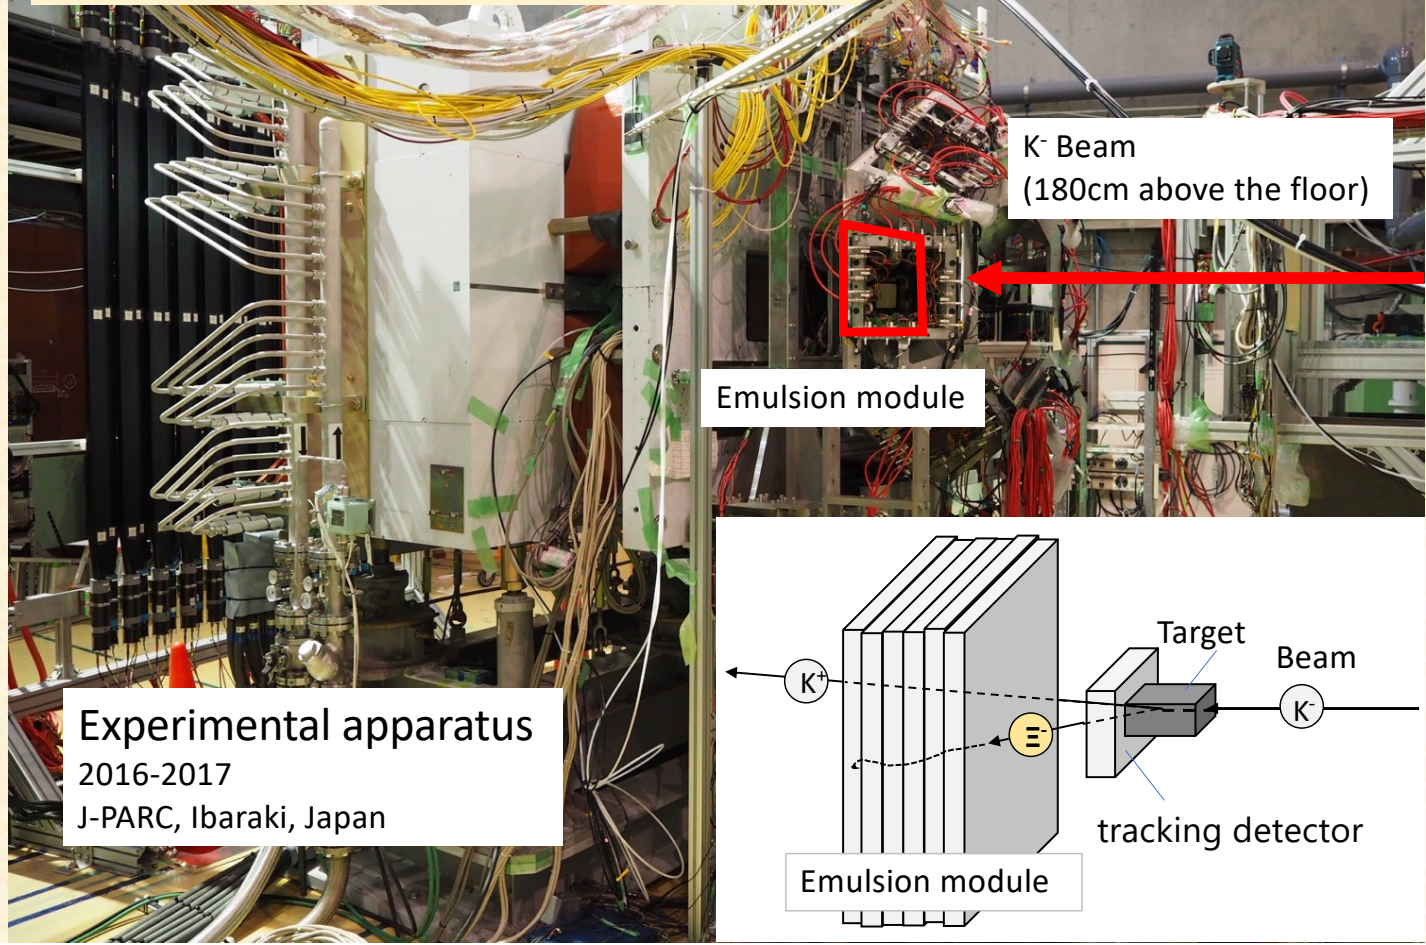 K⁻ Beam
(180cm above the floor)
Emulsion module
Experimental apparatus
2016-2017
J-PARC, Ibaraki, Japan
Target
Beam
K⁺
K⁻
Ξ⁻
tracking detector
Emulsion module